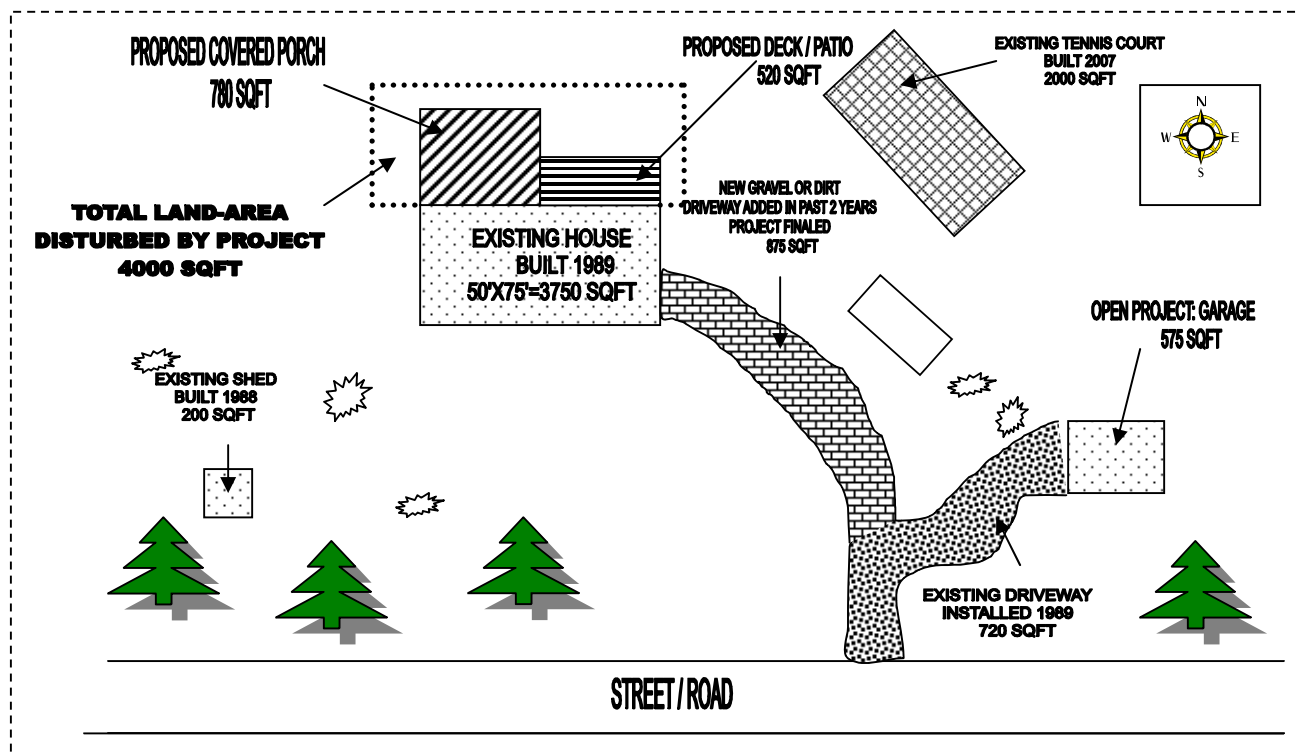 PROPOSED COVERED PORCH
780 SQFT
PROPOSED DECK / PATIO
520 SQFT
EXISTING TENNIS COURT
BUILT 2007
2000 SQFT
N
W
E
S
TOTAL LAND-AREA
DISTURBED BY PROJECT
4000 SQFT
NEW GRAVEL OR DIRT
DRIVEWAY ADDED IN PAST 2 YEARS
PROJECT FINALED
875 SQFT
EXISTING HOUSE
BUILT 1989
50'X75'=3750 SQFT
OPEN PROJECT: GARAGE
575 SQFT
EXISTING SHED
BUILT 1988
200 SQFT
EXISTING DRIVEWAY
INSTALLED 1989
720 SQFT
STREET / ROAD